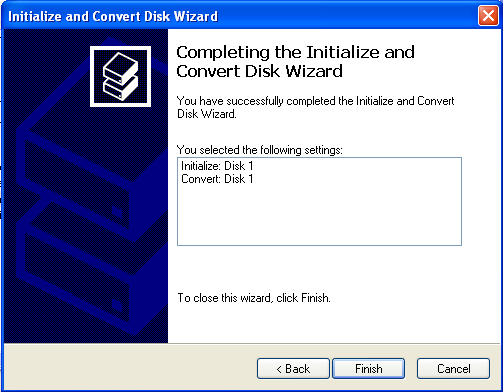 Initialize and Convert Disk Wizard
Completing the Initialize and
Convert Disk Wizard
You have successfully completed the Initialize and Convert
Disk Wizard.
You selected the following settings:
Initialize: Disk 1
Convert: Disk 1
To close this wizard, click Finish.
< Back
Finish
Cancel